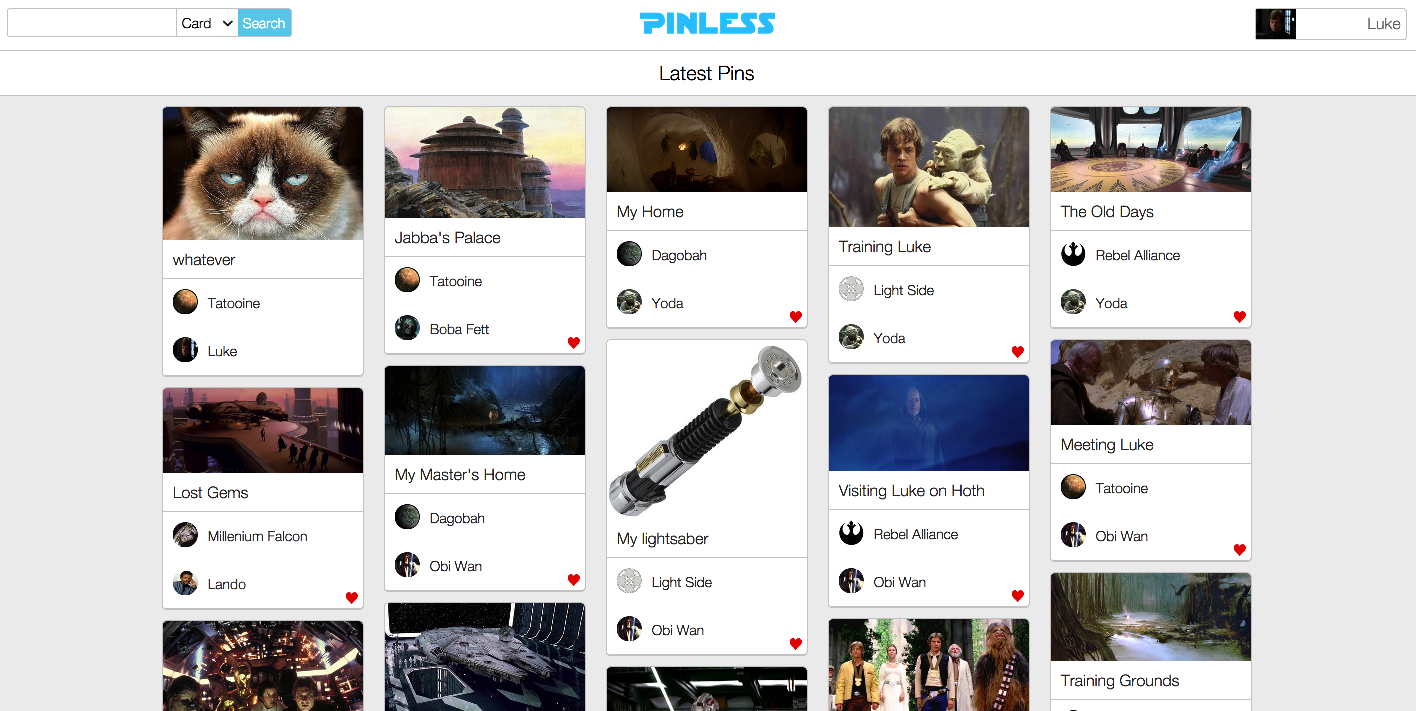 Card
Search
PINLESS
Luke
Latest Pins
whatever
Tatooine
Luke
Lost Gems
Millenium Falcon
Lando
Jabba's Palace
Tatooine
Boba Fett
My Master's Home
Dagobah
Obi Wan
My Home
Dagobah
Yoda
My lightsaber
Light Side
Obi Wan
Training Luke
Light Side
Yoda
Visiting Luke on Hoth
Rebel Alliance
Obi Wan
The Old Days
Rebel Alliance
Yoda
Meeting Luke
Tatooine
Obi Wan
Training Grounds